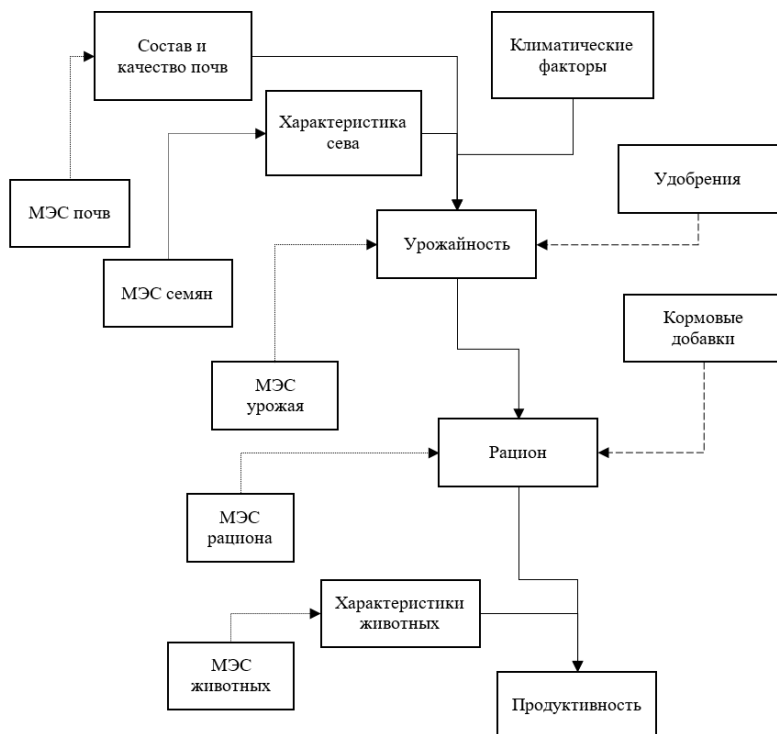 Состав и
качество почв
Климатические
факторы
Характеристика
сева
Удобрения
МЭС почв
Урожайность
МЭС семян
Кормовые
добавки
МЭС
урожая
Рацион
МЭС
рациона
Характеристики
животных
МЭС
животных
Продуктивность